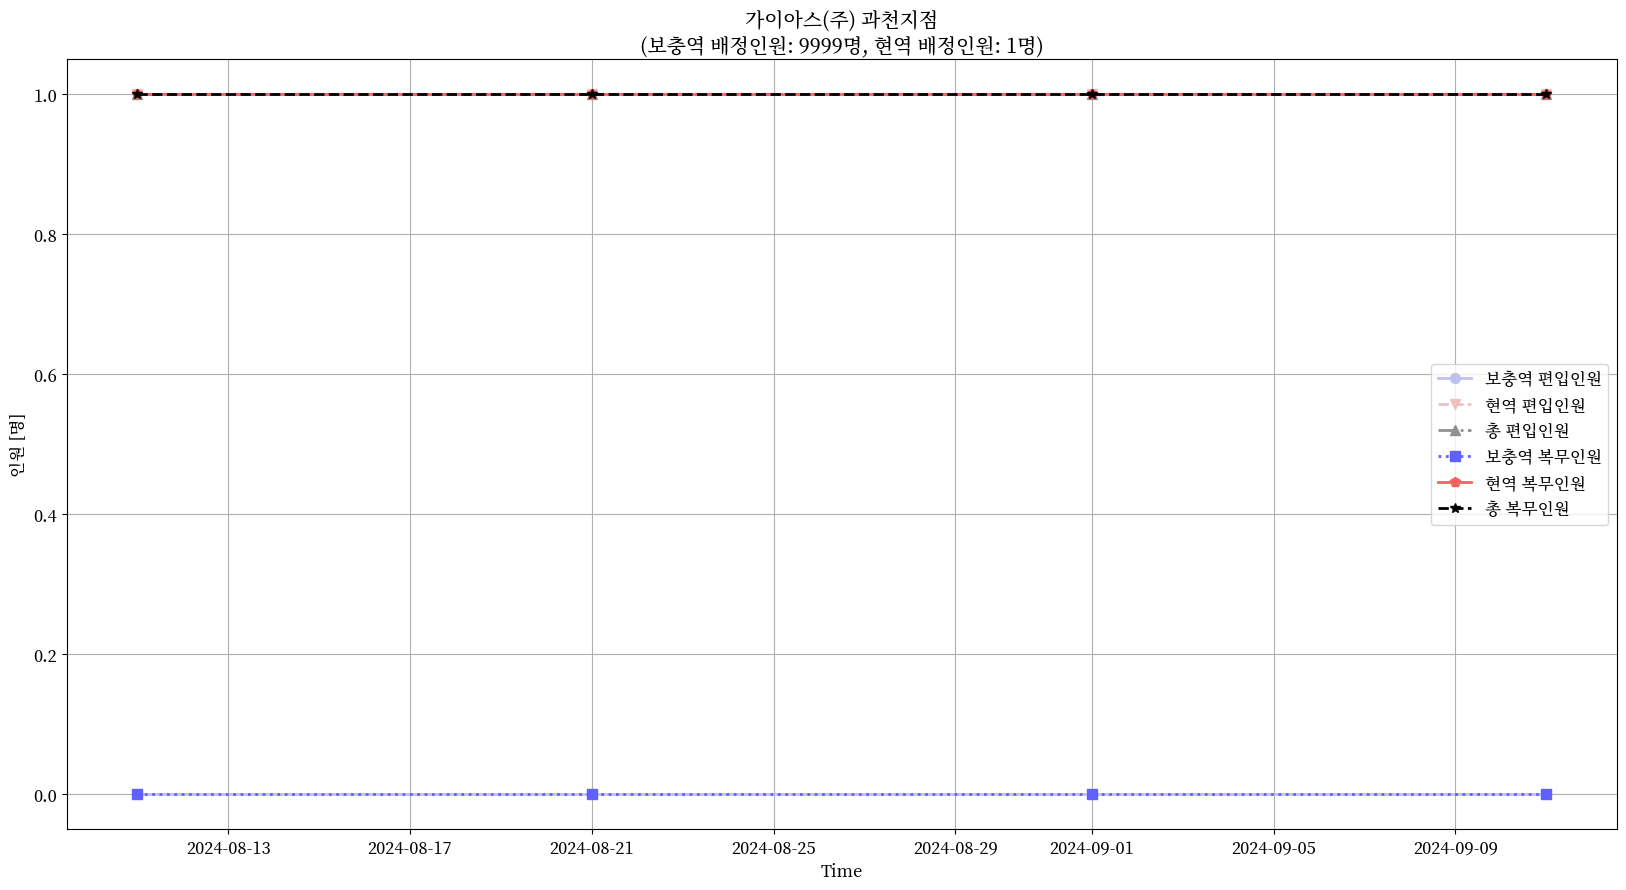 가이아스(주) 과천지점
(보충역 배정인원: 9999명, 현역 배정인원: 1명)
인원 [명]
1.0
0.8
0.6
0.4
0.2
0.0
보충역 편입인원
현역 편입인원
총 편입인원
보충역 복무인원
현역 복무인원
총 복무인원
2024-08-13
2024-08-17
2024-08-21
2024-08-25
2024-08-29
2024-09-01
2024-09-05
2024-09-09
Time